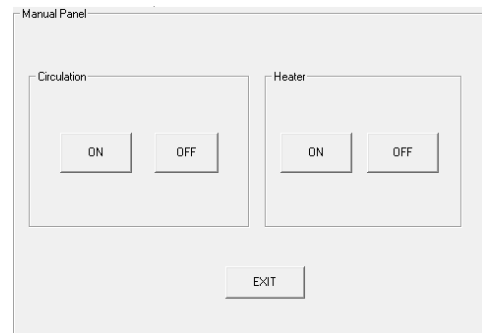 Manual Panel
Circulation
Heater
ON
OFF
ON
OFF
EXIT